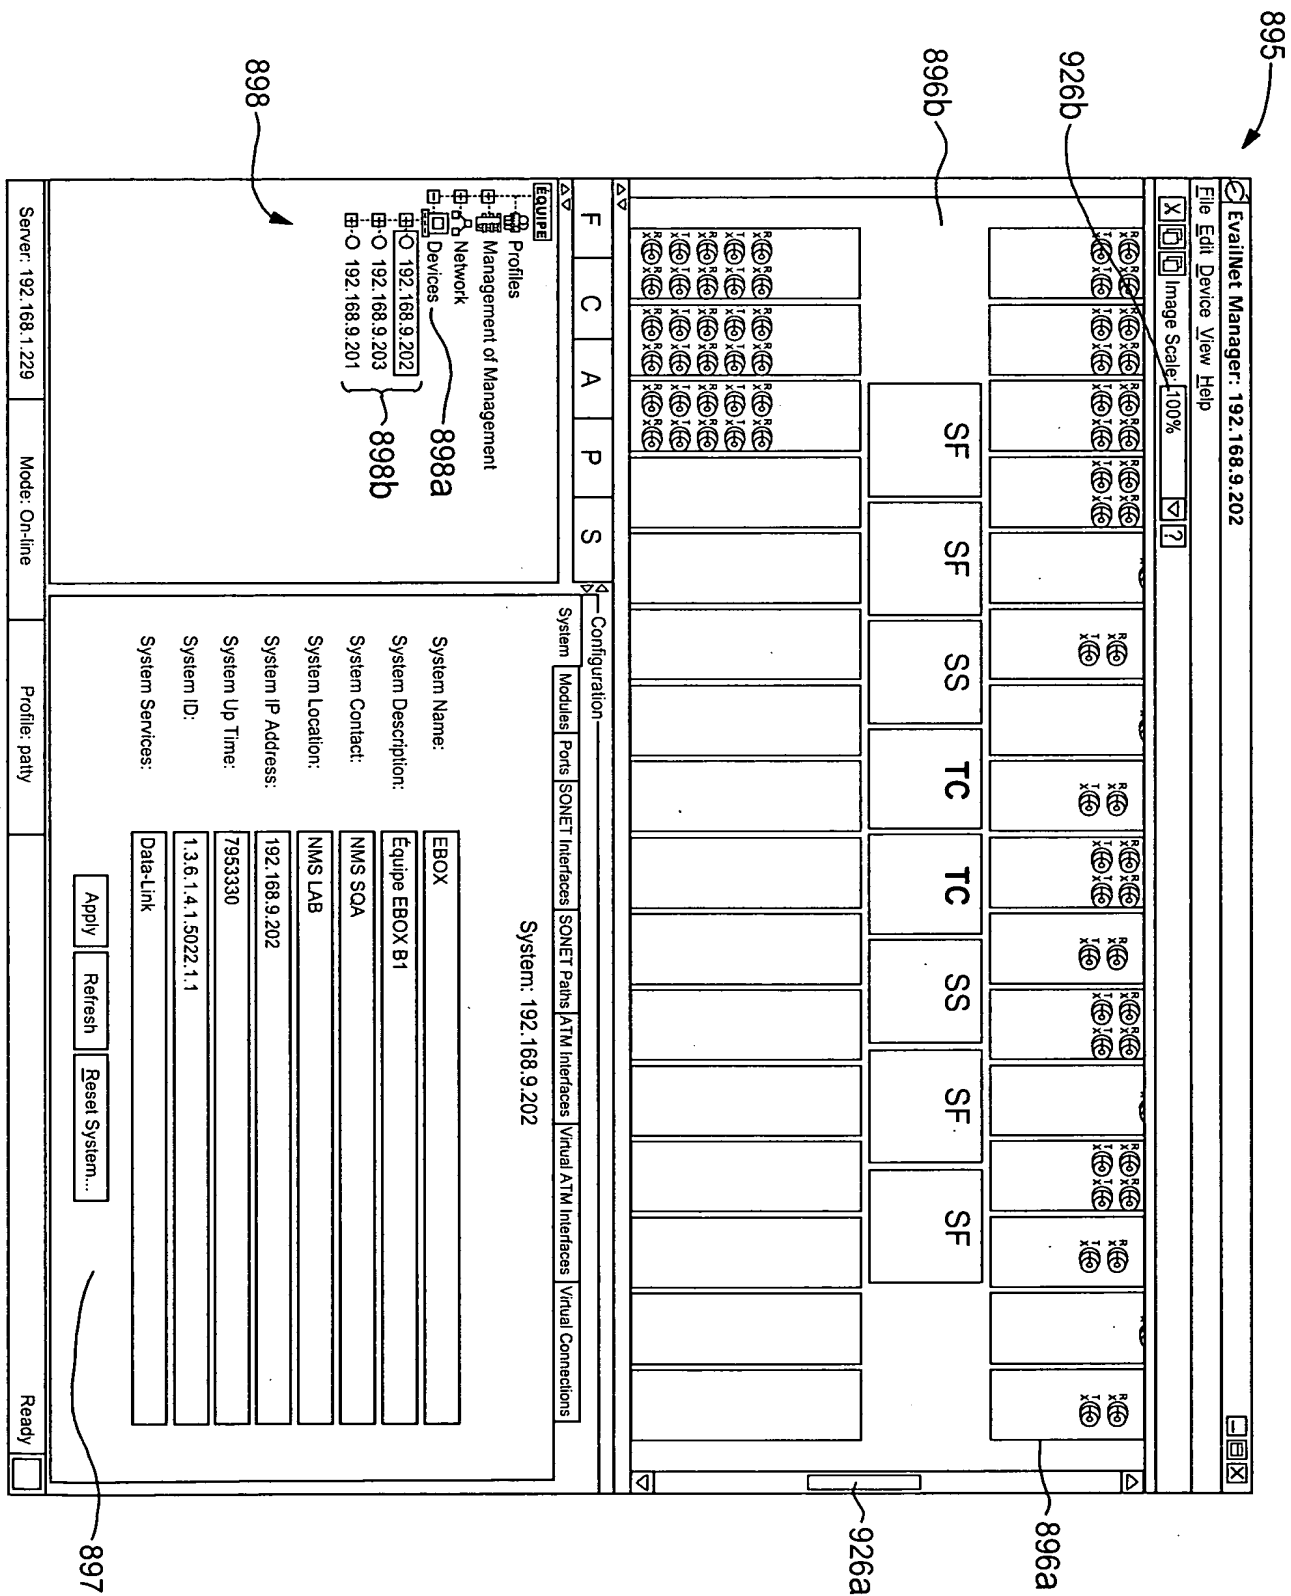 895
926b
896b
898
EvailNet Manager: 192.168.9.202
File Edit Device View Help
X Image Scale: 100% ?
R X T X R X T X R X T X R X T X R X T X R X T X R X T X R X T X R X T X R X T X
R X T X R X T X R X T X R X T X R X T X R X T X
SF SF SS TC TC SS SF SF
T X R X T X R X T X R X
T X R X T X R X T X R X
T X R X T X R X T X R X
T X R X T X R X T X R X
T X R X T X R X T X R X
896a
926a
F C A P S
ÉQUIPE
Profiles
Management of Management
Network
Devices
192.168.9.202
192.168.9.203
192.168.9.201
898a
898b
Configuration
System Modules Ports SONET Interfaces SONET Paths ATM Interfaces Virtual ATM Interfaces Virtual Connections
System: 192.168.9.202
System Name: EBOX
System Description: Équipe EBOX B1
System Contact: NMS SQA
System Location: NMS LAB
System IP Address: 192.168.9.202
System Up Time: 7953330
System ID: 1.3.6.1.4.1.5022.1.1
System Services: Data-Link
Apply Refresh Reset System...
897
Server: 192.168.1.229 Mode: On-line Profile: patty Ready